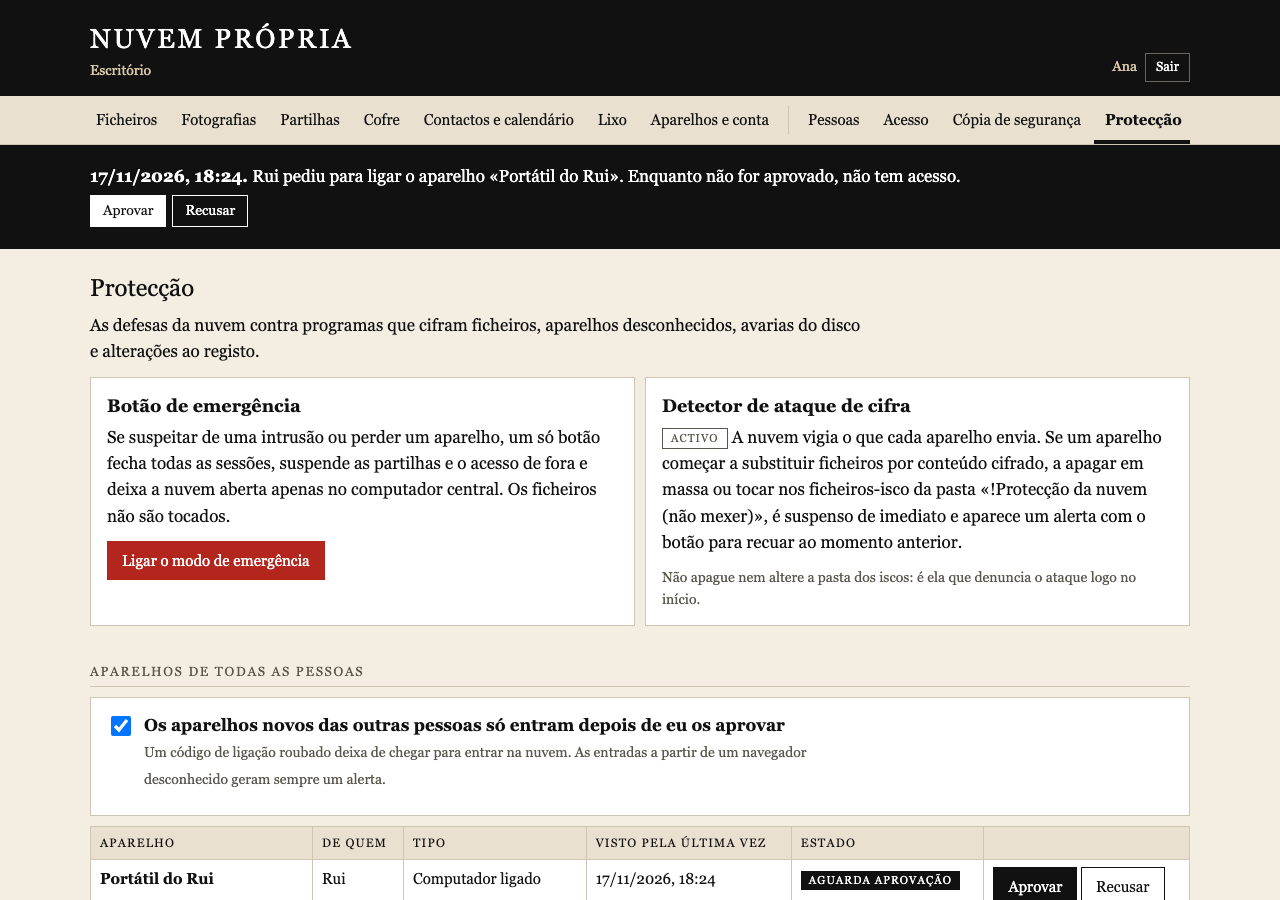 NUVEM PRÓPRIA
Escritório
Ana
Sair
Ficheiros
Fotografias
Partilhas
Cofre
Contactos e calendário
Lixo
Aparelhos e conta
Pessoas
Acesso
Cópia de segurança
Protecção
17/11/2026, 18:24. Rui pediu para ligar o aparelho «Portátil do Rui». Enquanto não for aprovado, não tem acesso.
Aprovar
Recusar
Protecção
As defesas da nuvem contra programas que cifram ficheiros, aparelhos desconhecidos, avarias do disco
e alterações ao registo.
Botão de emergência
Se suspeitar de uma intrusão ou perder um aparelho, um só botão
fecha todas as sessões, suspende as partilhas e o acesso de fora e
deixa a nuvem aberta apenas no computador central. Os ficheiros
não são tocados.
Ligar o modo de emergência
Detector de ataque de cifra
ACTIVO A nuvem vigia o que cada aparelho envia. Se um aparelho
começar a substituir ficheiros por conteúdo cifrado, a apagar em
massa ou tocar nos ficheiros-isco da pasta «!Protecção da nuvem
(não mexer)», é suspenso de imediato e aparece um alerta com o
botão para recuar ao momento anterior.
Não apague nem altere a pasta dos iscos: é ela que denuncia o ataque logo no
início.
APARELHOS DE TODAS AS PESSOAS
Os aparelhos novos das outras pessoas só entram depois de eu os aprovar
Um código de ligação roubado deixa de chegar para entrar na nuvem. As entradas a partir de um navegador
desconhecido geram sempre um alerta.
APARELHO
DE QUEM
TIPO
VISTO PELA ÚLTIMA VEZ
ESTADO
Portátil do Rui
Rui
Computador ligado
17/11/2026, 18:24
AGUARDA APROVAÇÃO
Aprovar
Recusar